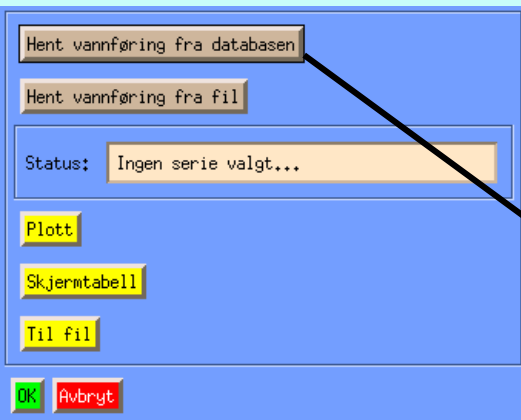 Hent vannføring fra databasen
Hent vannføring fra fil
Status: Ingen serie valgt...
Plott
Skjermtabell
Til fil
OK Avbryt